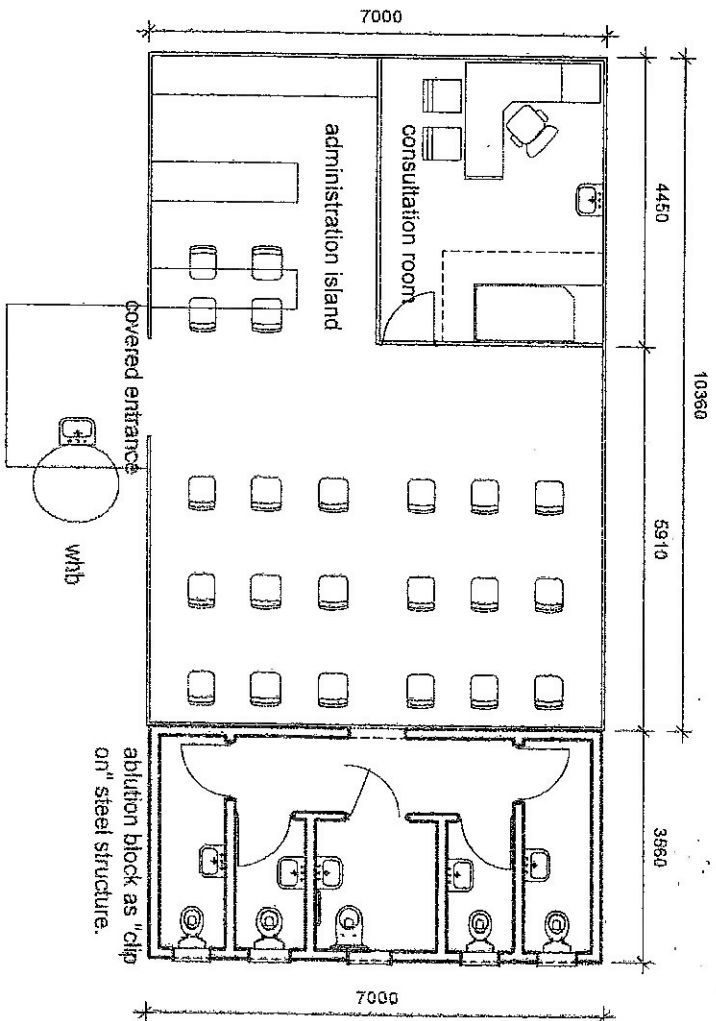 7000
10360
4450
5910
3560
consultation room
administration island
covered entrance
whb
ablution block as "clip
on" steel structure.
7000